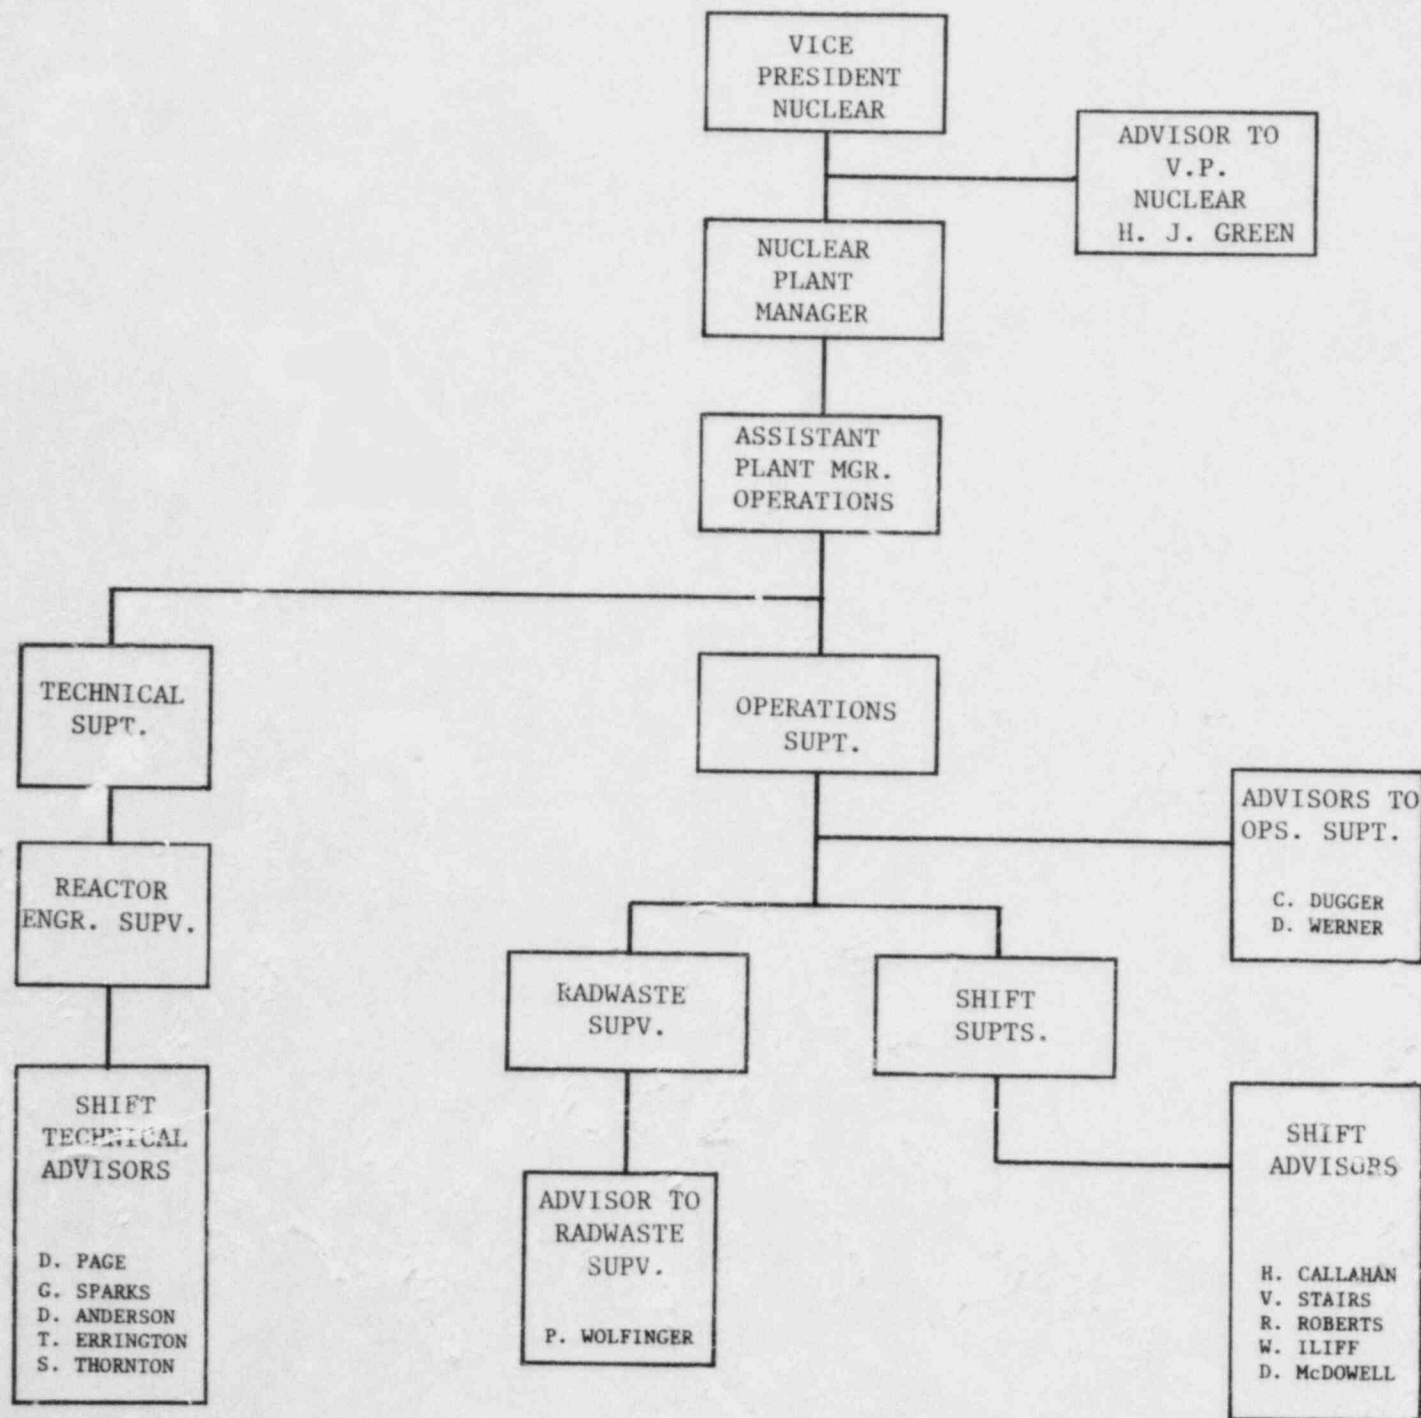 VICE
PRESIDENT
NUCLEAR
ADVISOR TO
V.P.
NUCLEAR
H. J. GREEN
NUCLEAR
PLANT
MANAGER
ASSISTANT
PLANT MGR.
OPERATIONS
TECHNICAL
SUPT.
OPERATIONS
SUPT.
ADVISORS TO
OPS. SUPT.
C. DUGGER
D. WERNER
REACTOR
ENGR. SUPV.
RADWASTE
SUPV.
SHIFT
SUPTS.
SHIFT
TECHNICAL
ADVISORS
D. PAGE
G. SPARKS
D. ANDERSON
T. ERRINGTON
S. THORNTON
ADVISOR TO
RADWASTE
SUPV.
P. WOLFINGER
SHIFT
ADVISORS
H. CALLAHAN
V. STAIRS
R. ROBERTS
W. ILIFF
D. McDOWELL